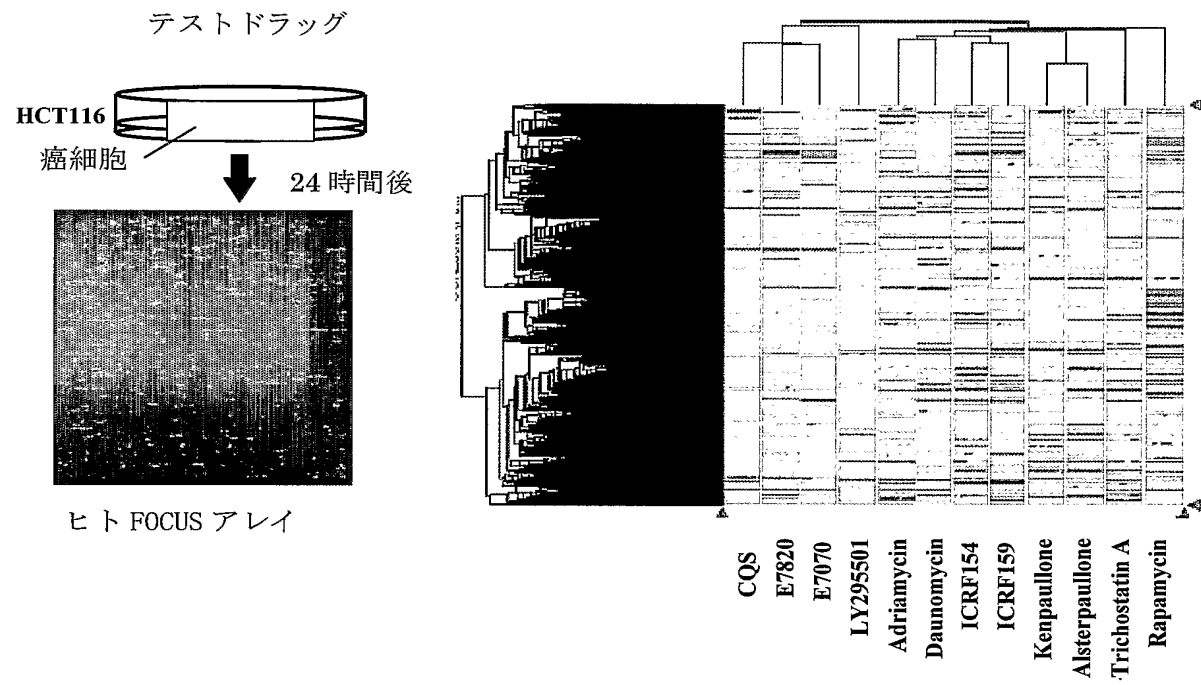 テストドラッグ
HCT116
癌細胞
24 時間後
ヒト FOCUS アレイ
CQS
E7820
E7070
LY295501
Adriamycin
Daunomycin
ICRF154
ICRF159
Kenpaullone
Alsterpaullone
Trichostatin A
Rapamycin